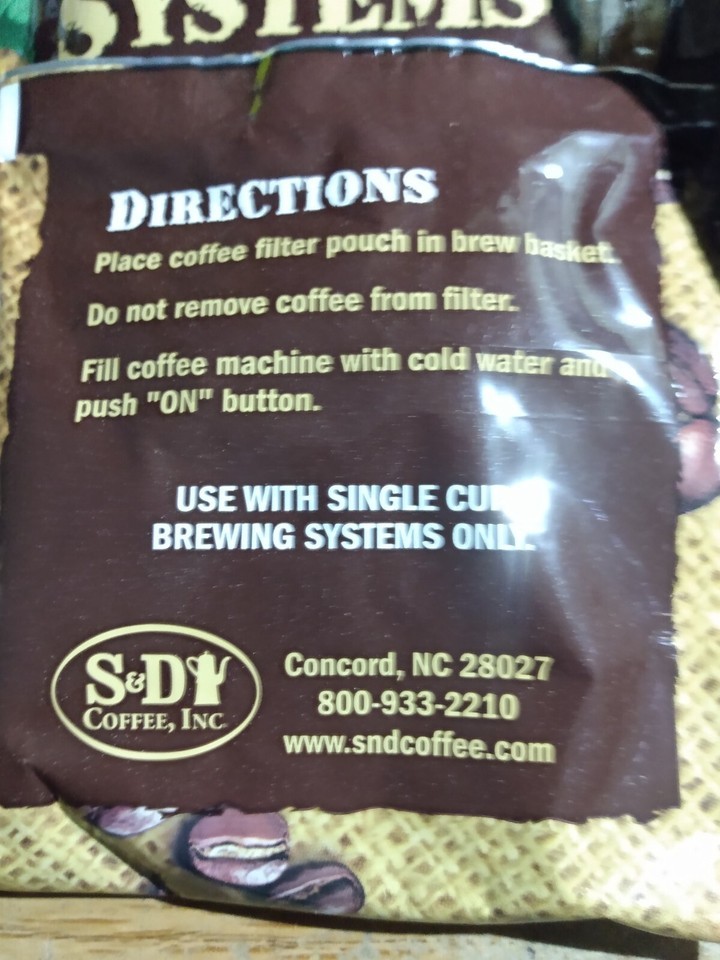 SYSTEMS
DIRECTIONS
Place coffee filter pouch in brew basket.
Do not remove coffee from filter.
Fill coffee machine with cold water and
push "ON" button.
USE WITH SINGLE CUP
BREWING SYSTEMS ONLY.
S&D
COFFEE, INC
Concord, NC 28027
800-933-2210
www.sndcoffee.com